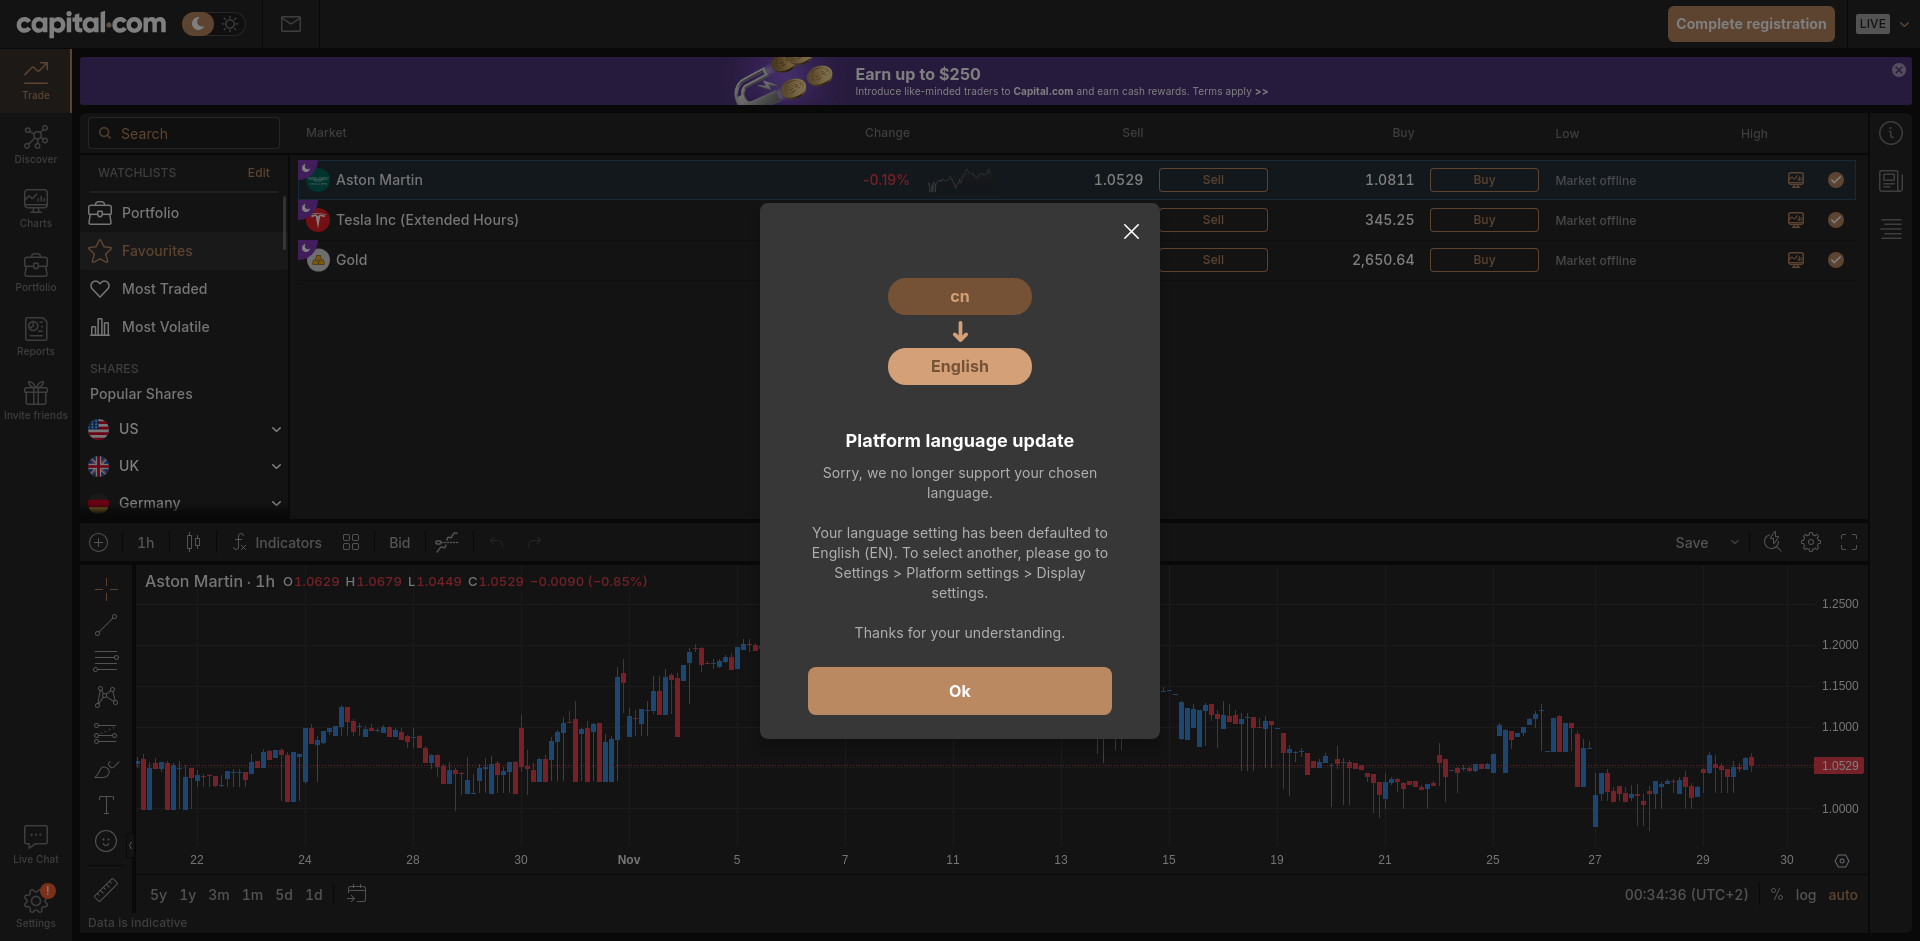 capital.com
Complete registration
LIVE
Trade
Discover
Charts
Portfolio
Reports
Invite friends
Live Chat
Settings
Earn up to $250
Introduce like-minded traders to Capital.com and earn cash rewards. Terms apply >>
Search
Market
Change
Sell
Buy
Low
High
WATCHLISTS
Edit
Portfolio
Favourites
Most Traded
Most Volatile
SHARES
Popular Shares
US
UK
Germany
Aston Martin
-0.19%
1.0529
Sell
1.0811
Buy
Market offline
Tesla Inc (Extended Hours)
Sell
345.25
Buy
Market offline
Gold
Sell
2,650.64
Buy
Market offline
cn
English
Platform language update
Sorry, we no longer support your chosen
language.
Your language setting has been defaulted to
English (EN). To select another, please go to
Settings > Platform settings > Display
settings.
Thanks for your understanding.
Ok
1h
Indicators
Bid
Save
Aston Martin · 1h O1.0629 H1.0679 L1.0449 C1.0529 −0.0090 (−0.85%)
1.2500
1.2000
1.1500
1.1000
1.0529
1.0000
22
24
28
30
Nov
5
7
11
13
15
19
21
25
27
29
30
5y
1y
3m
1m
5d
1d
00:34:36 (UTC+2)
%
log
auto
Data is indicative